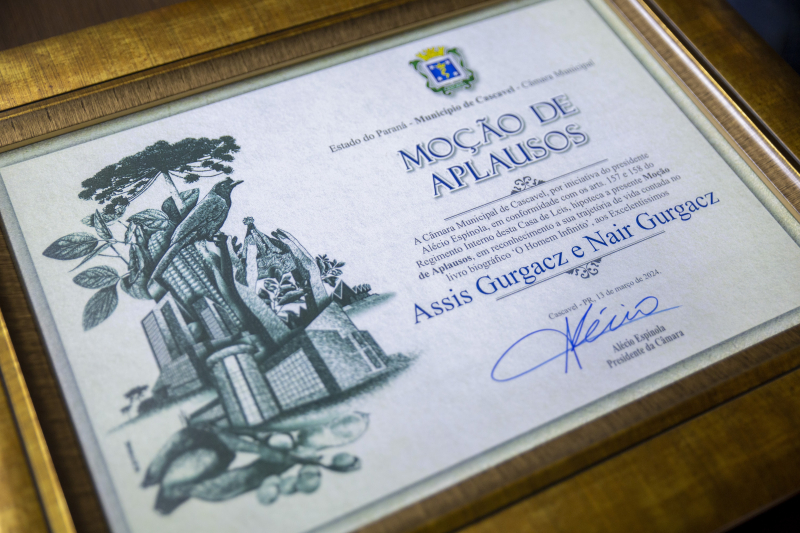 Estado do Paraná - Município de Cascavel - Câmara Municipal
MOÇÃO DE
APLAUSOS
A Câmara Municipal de Cascavel, por iniciativa do presidente
Alécio Espínola, em conformidade com os arts. 157 e 158 do
Regimento Interno desta Casa de Leis, hipoteca a presente Moção
de Aplausos, em reconhecimento a sua trajetória de vida contada no
livro biográfico 'O Homem Infinito', aos Excelentíssimos
Assis Gurgacz e Nair Gurgacz
Cascavel - PR, 13 de março de 2024.
Alécio
Alécio Espínola
Presidente da Câmara